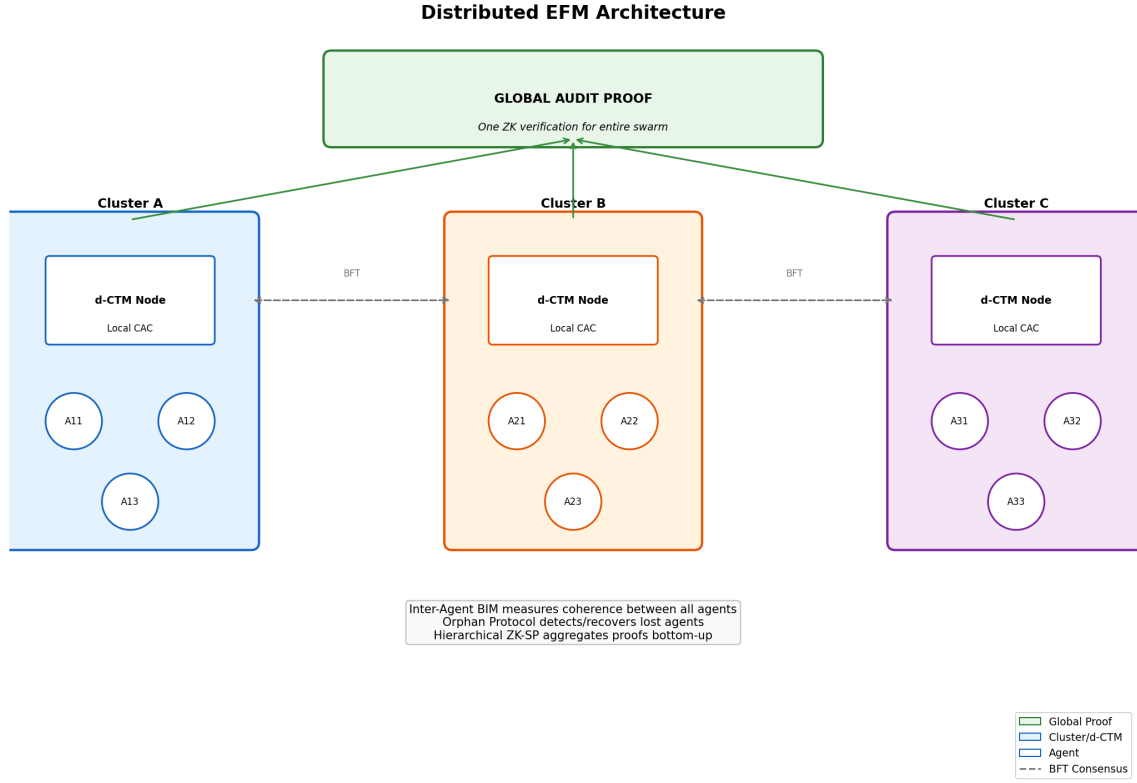 Distributed EFM Architecture
GLOBAL AUDIT PROOF
One ZK verification for entire swarm
Cluster A
Cluster B
Cluster C
d-CTM Node
Local CAC
BFT
d-CTM Node
Local CAC
BFT
d-CTM Node
Local CAC
A11
A12
A13
A21
A22
A23
A31
A32
A33
Inter-Agent BIM measures coherence between all agents
Orphan Protocol detects/recovers lost agents
Hierarchical ZK-SP aggregates proofs bottom-up
Global Proof
Cluster/d-CTM
Agent
BFT Consensus